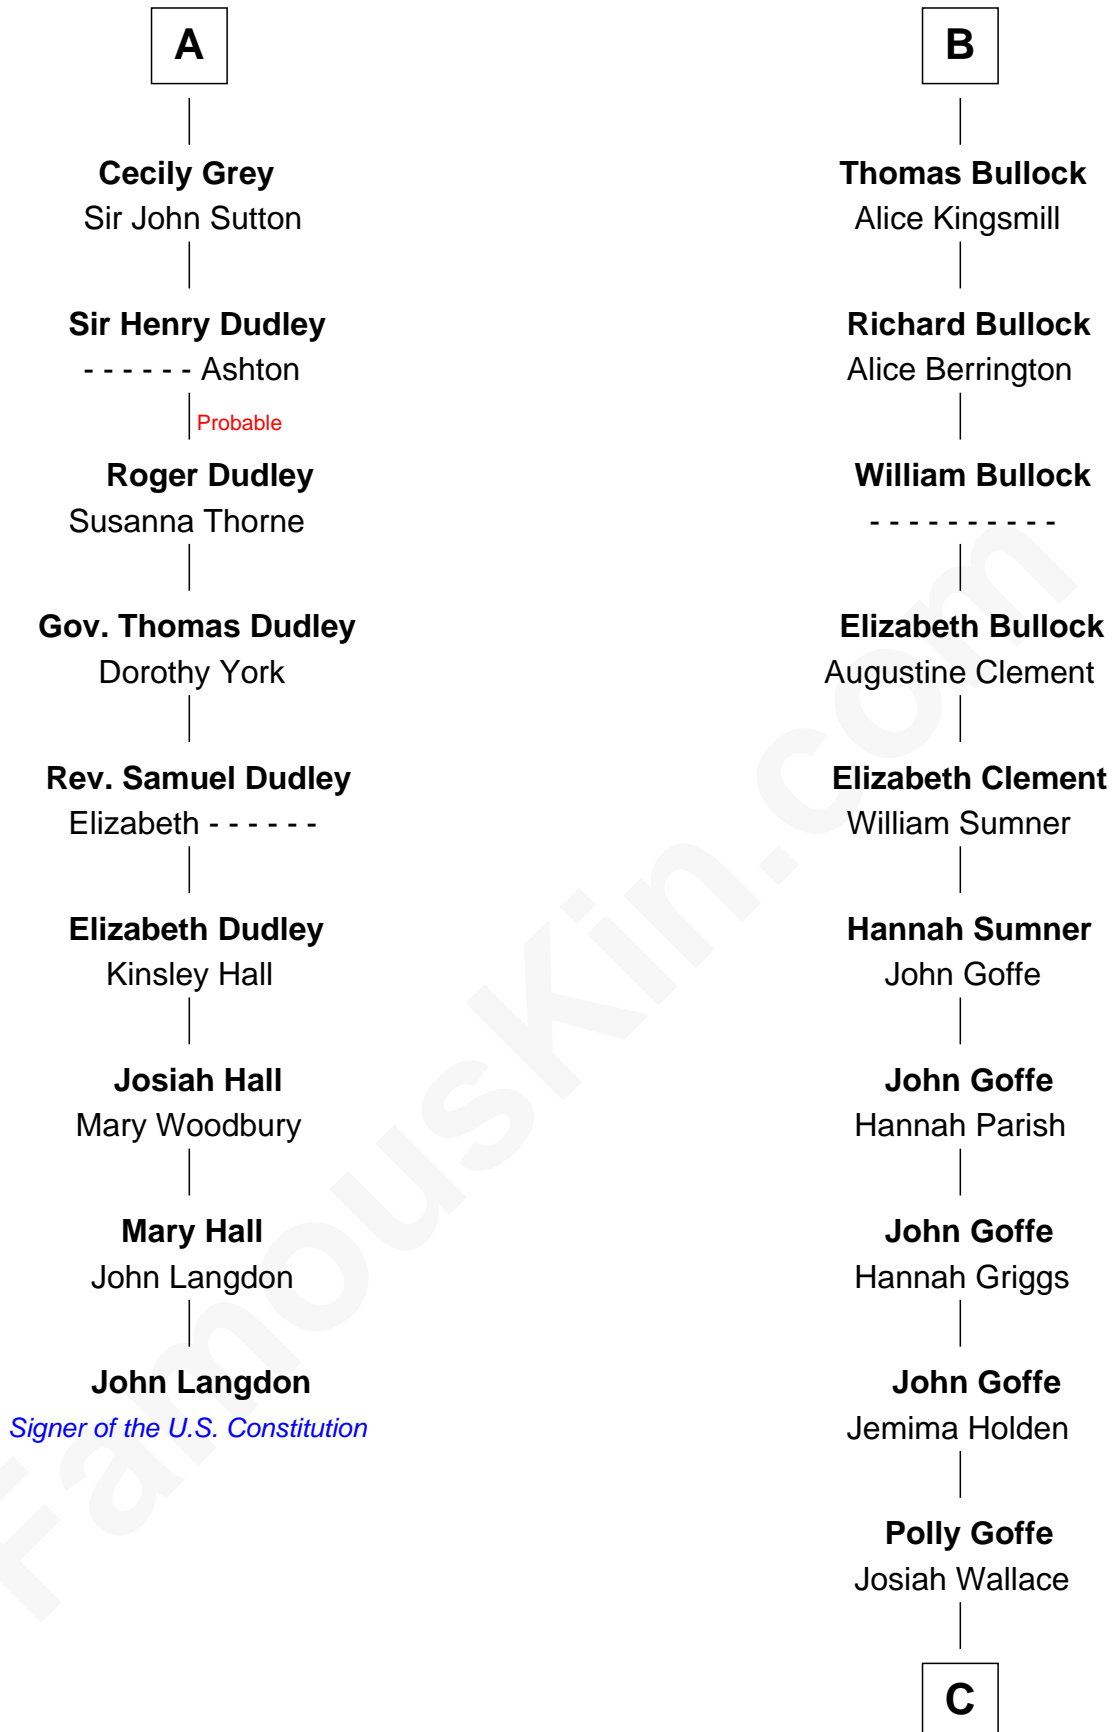 A
Cecily Grey
Sir John Sutton
Sir Henry Dudley
- - - - - - Ashton
Probable
Roger Dudley
Susanna Thorne
Gov. Thomas Dudley
Dorothy York
Rev. Samuel Dudley
Elizabeth - - - - - -
Elizabeth Dudley
Kinsley Hall
Josiah Hall
Mary Woodbury
Mary Hall
John Langdon
John Langdon
Signer of the U.S. Constitution
B
Thomas Bullock
Alice Kingsmill
Richard Bullock
Alice Berrington
William Bullock
- - - - - - - - - -
Elizabeth Bullock
Augustine Clement
Elizabeth Clement
William Sumner
Hannah Sumner
John Goffe
John Goffe
Hannah Parish
John Goffe
Hannah Griggs
John Goffe
Jemima Holden
Polly Goffe
Josiah Wallace
C
FamousKin.com